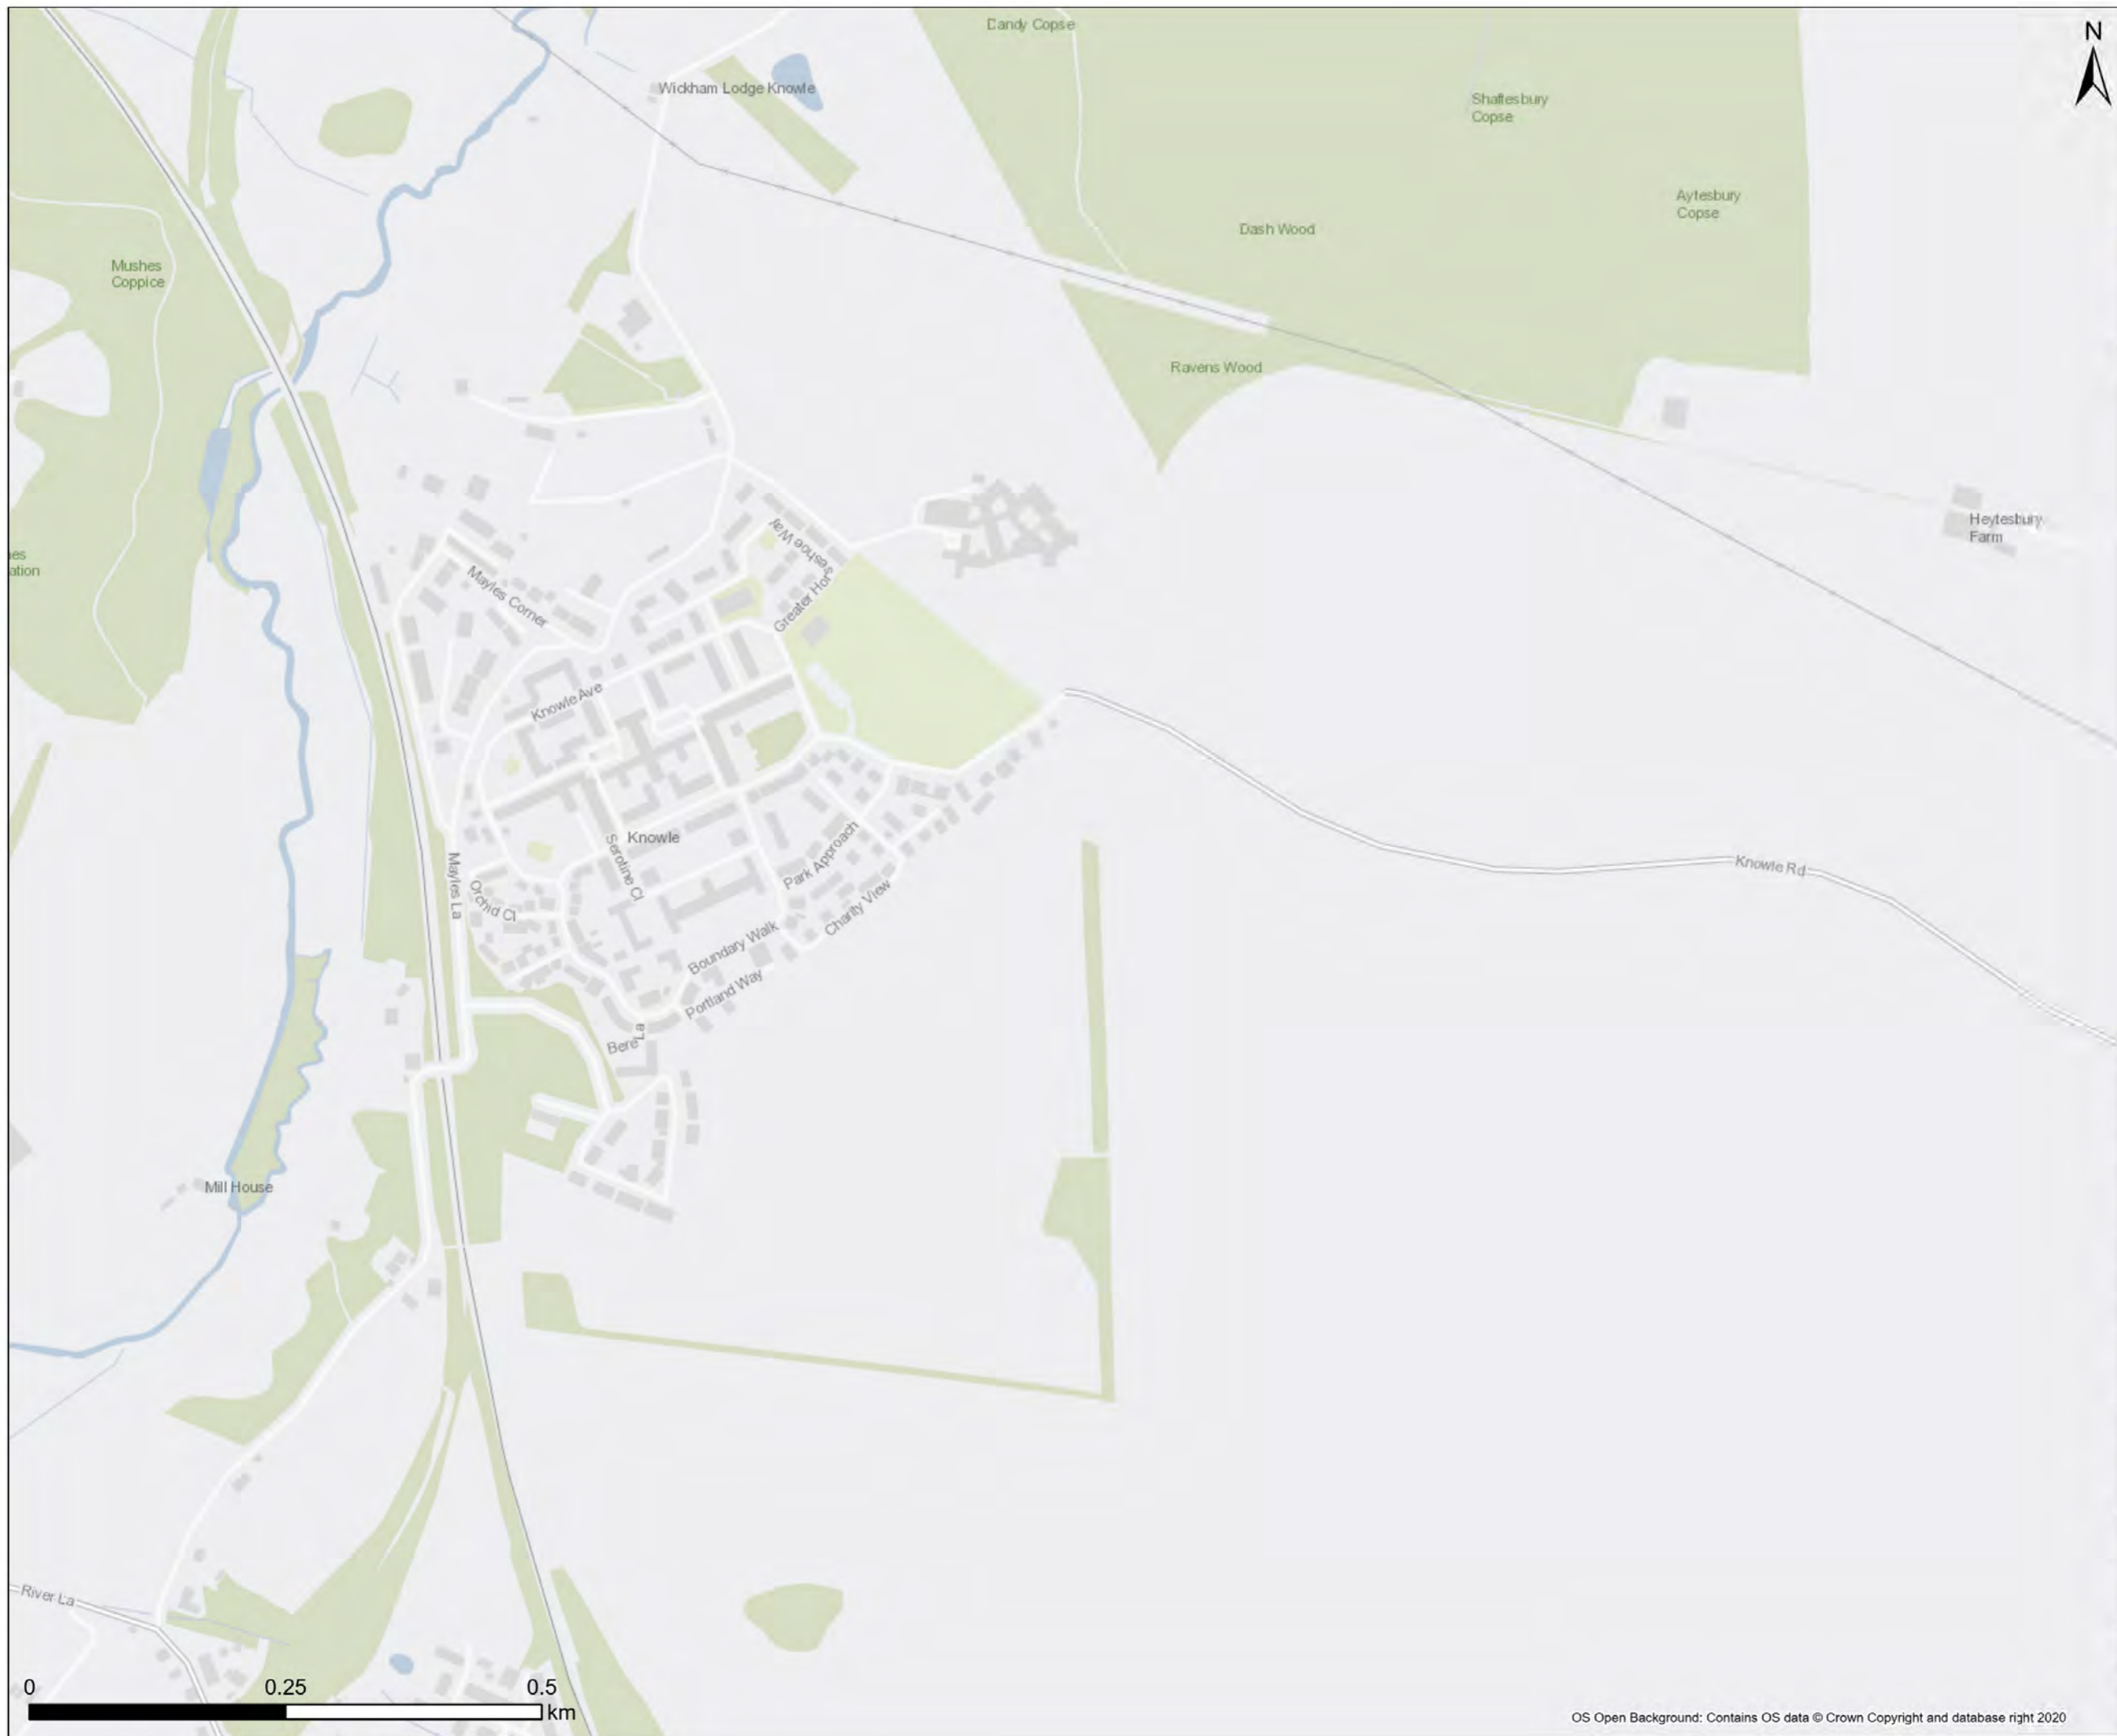 Dandy Copse
N
Wickham Lodge Knowle
Shaftesbury
Copse
Aytesbury
Copse
Dash Wood
Mushes
Coppice
Ravens Wood
Heytesbury
Farm
es
ation
Greater Horseshoe Way
Mayles Corner
Knowle Ave
Knowle
Serotine Cl
Park Approach
Knowle Rd
Mayles La
Orchid Cl
Charity View
Boundary Walk
Portland Way
Bere La
Mill House
River La
0 0.25 0.5
km
OS Open Background: Contains OS data © Crown Copyright and database right 2020